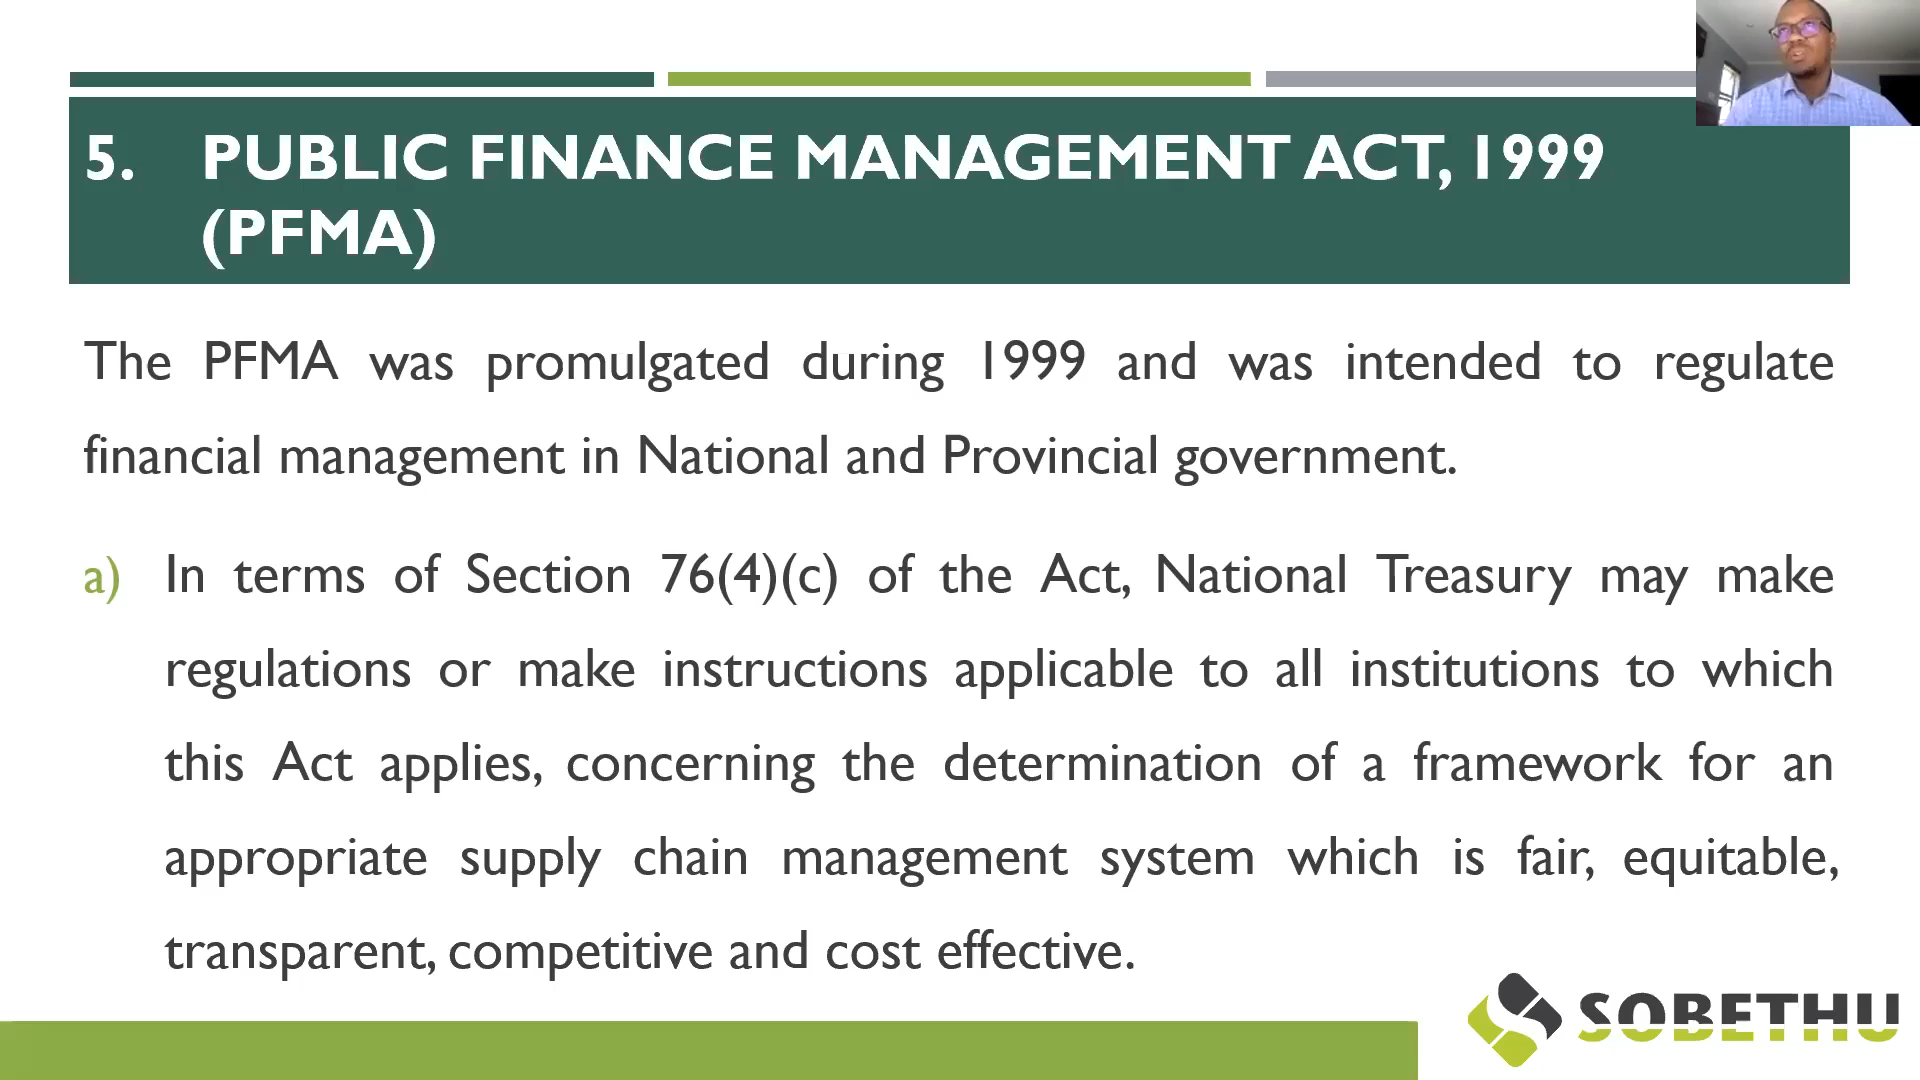 5. PUBLIC FINANCE MANAGEMENT ACT, 1999
(PFMA)
The PFMA was promulgated during 1999 and was intended to regulate
financial management in National and Provincial government.
a) In terms of Section 76(4)(c) of the Act, National Treasury may make
regulations or make instructions applicable to all institutions to which
this Act applies, concerning the determination of a framework for an
appropriate supply chain management system which is fair, equitable,
transparent, competitive and cost effective.
SOBETHU